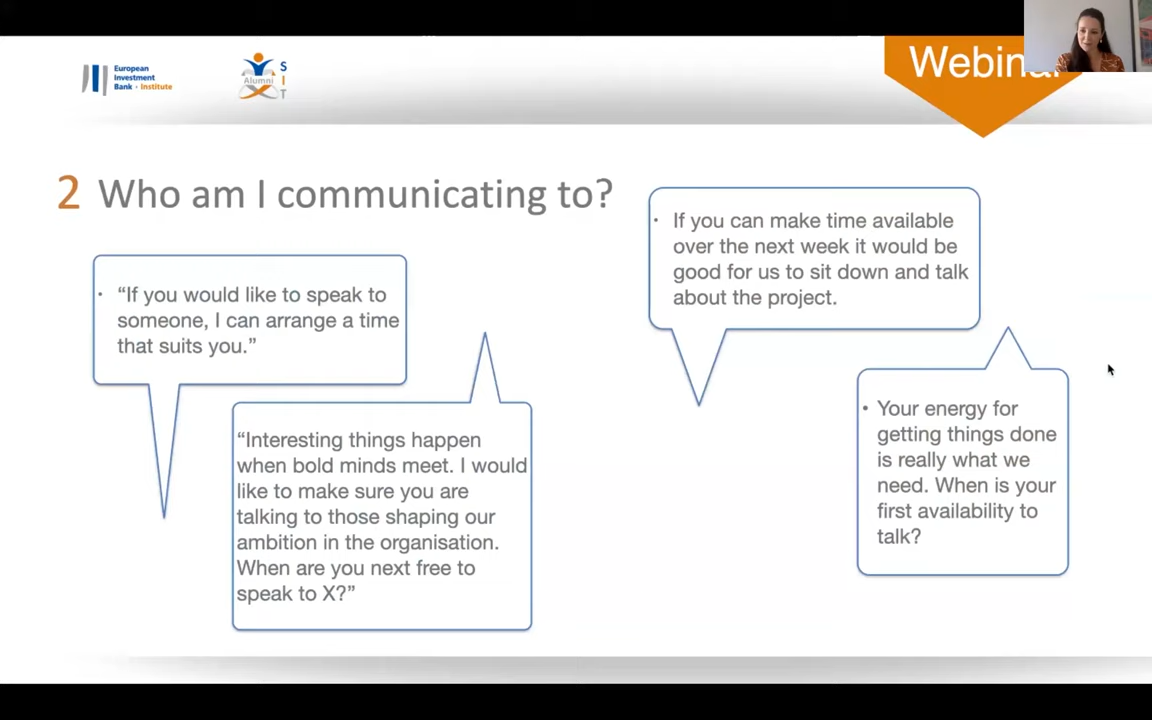 European
Investment
Bank • Institute
Alumni
S
I
T
Webinar
2 Who am I communicating to?
• “If you would like to speak to
someone, I can arrange a time
that suits you.”
“Interesting things happen
when bold minds meet. I would
like to make sure you are
talking to those shaping our
ambition in the organisation.
When are you next free to
speak to X?”
• If you can make time available
over the next week it would be
good for us to sit down and talk
about the project.
• Your energy for
getting things done
is really what we
need. When is your
first availability to
talk?